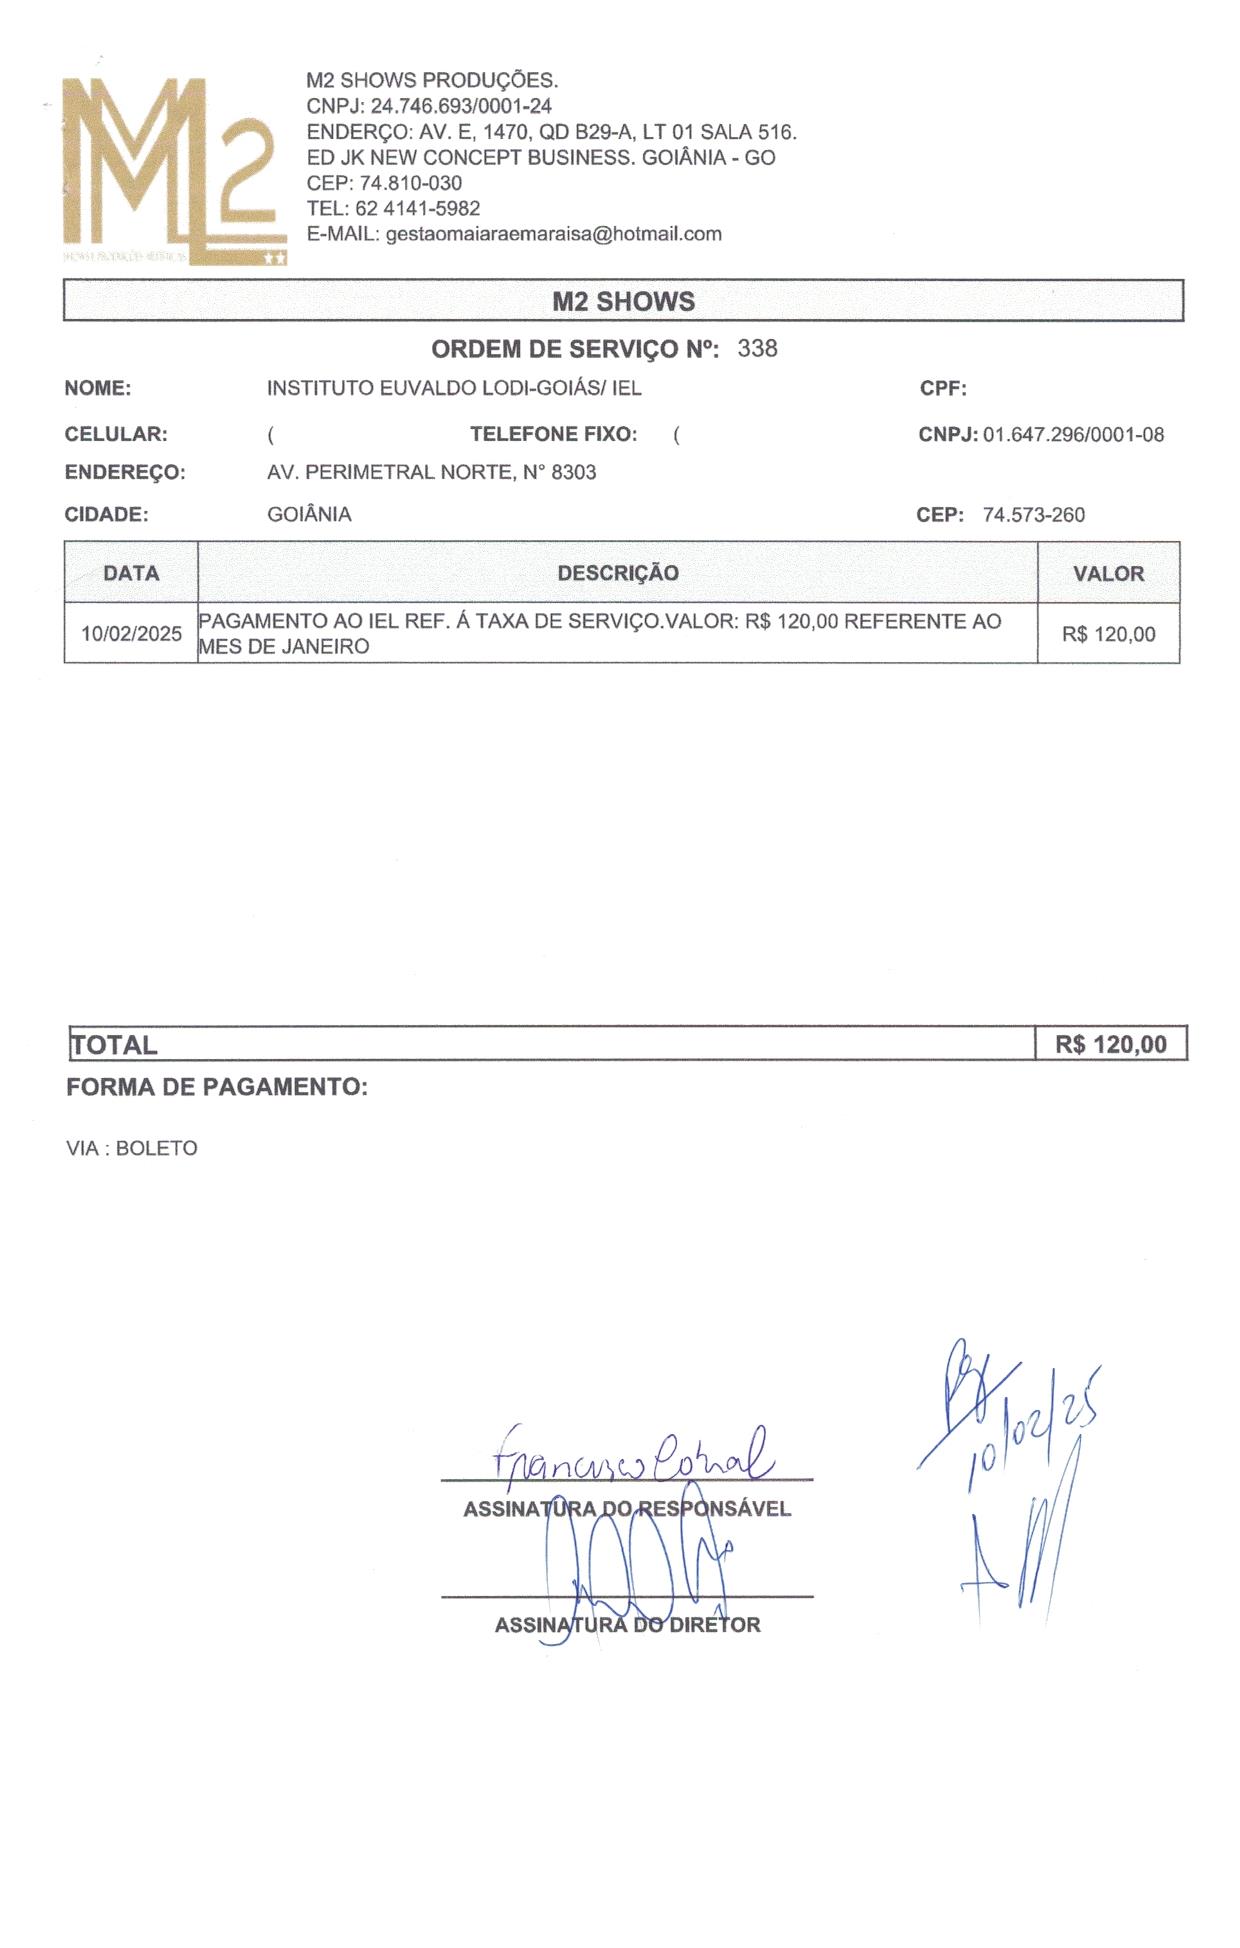 M2 SHOWS PRODUÇÕES.
CNPJ: 24.746.693/0001-24
ENDERÇO: AV. E, 1470, QD B29-A, LT 01 SALA 516.
ED JK NEW CONCEPT BUSINESS. GOIÂNIA - GO
CEP: 74.810-030
TEL: 62 4141-5982
E-MAIL: gestaomaiaraemaraisa@hotmail.com
M2
SHOWS E PRODUÇÕES ARTÍSTICAS
M2 SHOWS
ORDEM DE SERVIÇO Nº: 338
NOME: INSTITUTO EUVALDO LODI-GOIÁS/ IEL CPF:
CELULAR: ( TELEFONE FIXO: ( CNPJ: 01.647.296/0001-08
ENDEREÇO: AV. PERIMETRAL NORTE, N° 8303
CIDADE: GOIÂNIA CEP: 74.573-260
DATA DESCRIÇÃO VALOR
10/02/2025 PAGAMENTO AO IEL REF. Á TAXA DE SERVIÇO.VALOR: R$ 120,00 REFERENTE AO R$ 120,00
MES DE JANEIRO
TOTAL R$ 120,00
FORMA DE PAGAMENTO:
VIA : BOLETO
10/02/25
Francisco
ASSINATURA DO RESPONSÁVEL
ASSINATURA DO DIRETOR